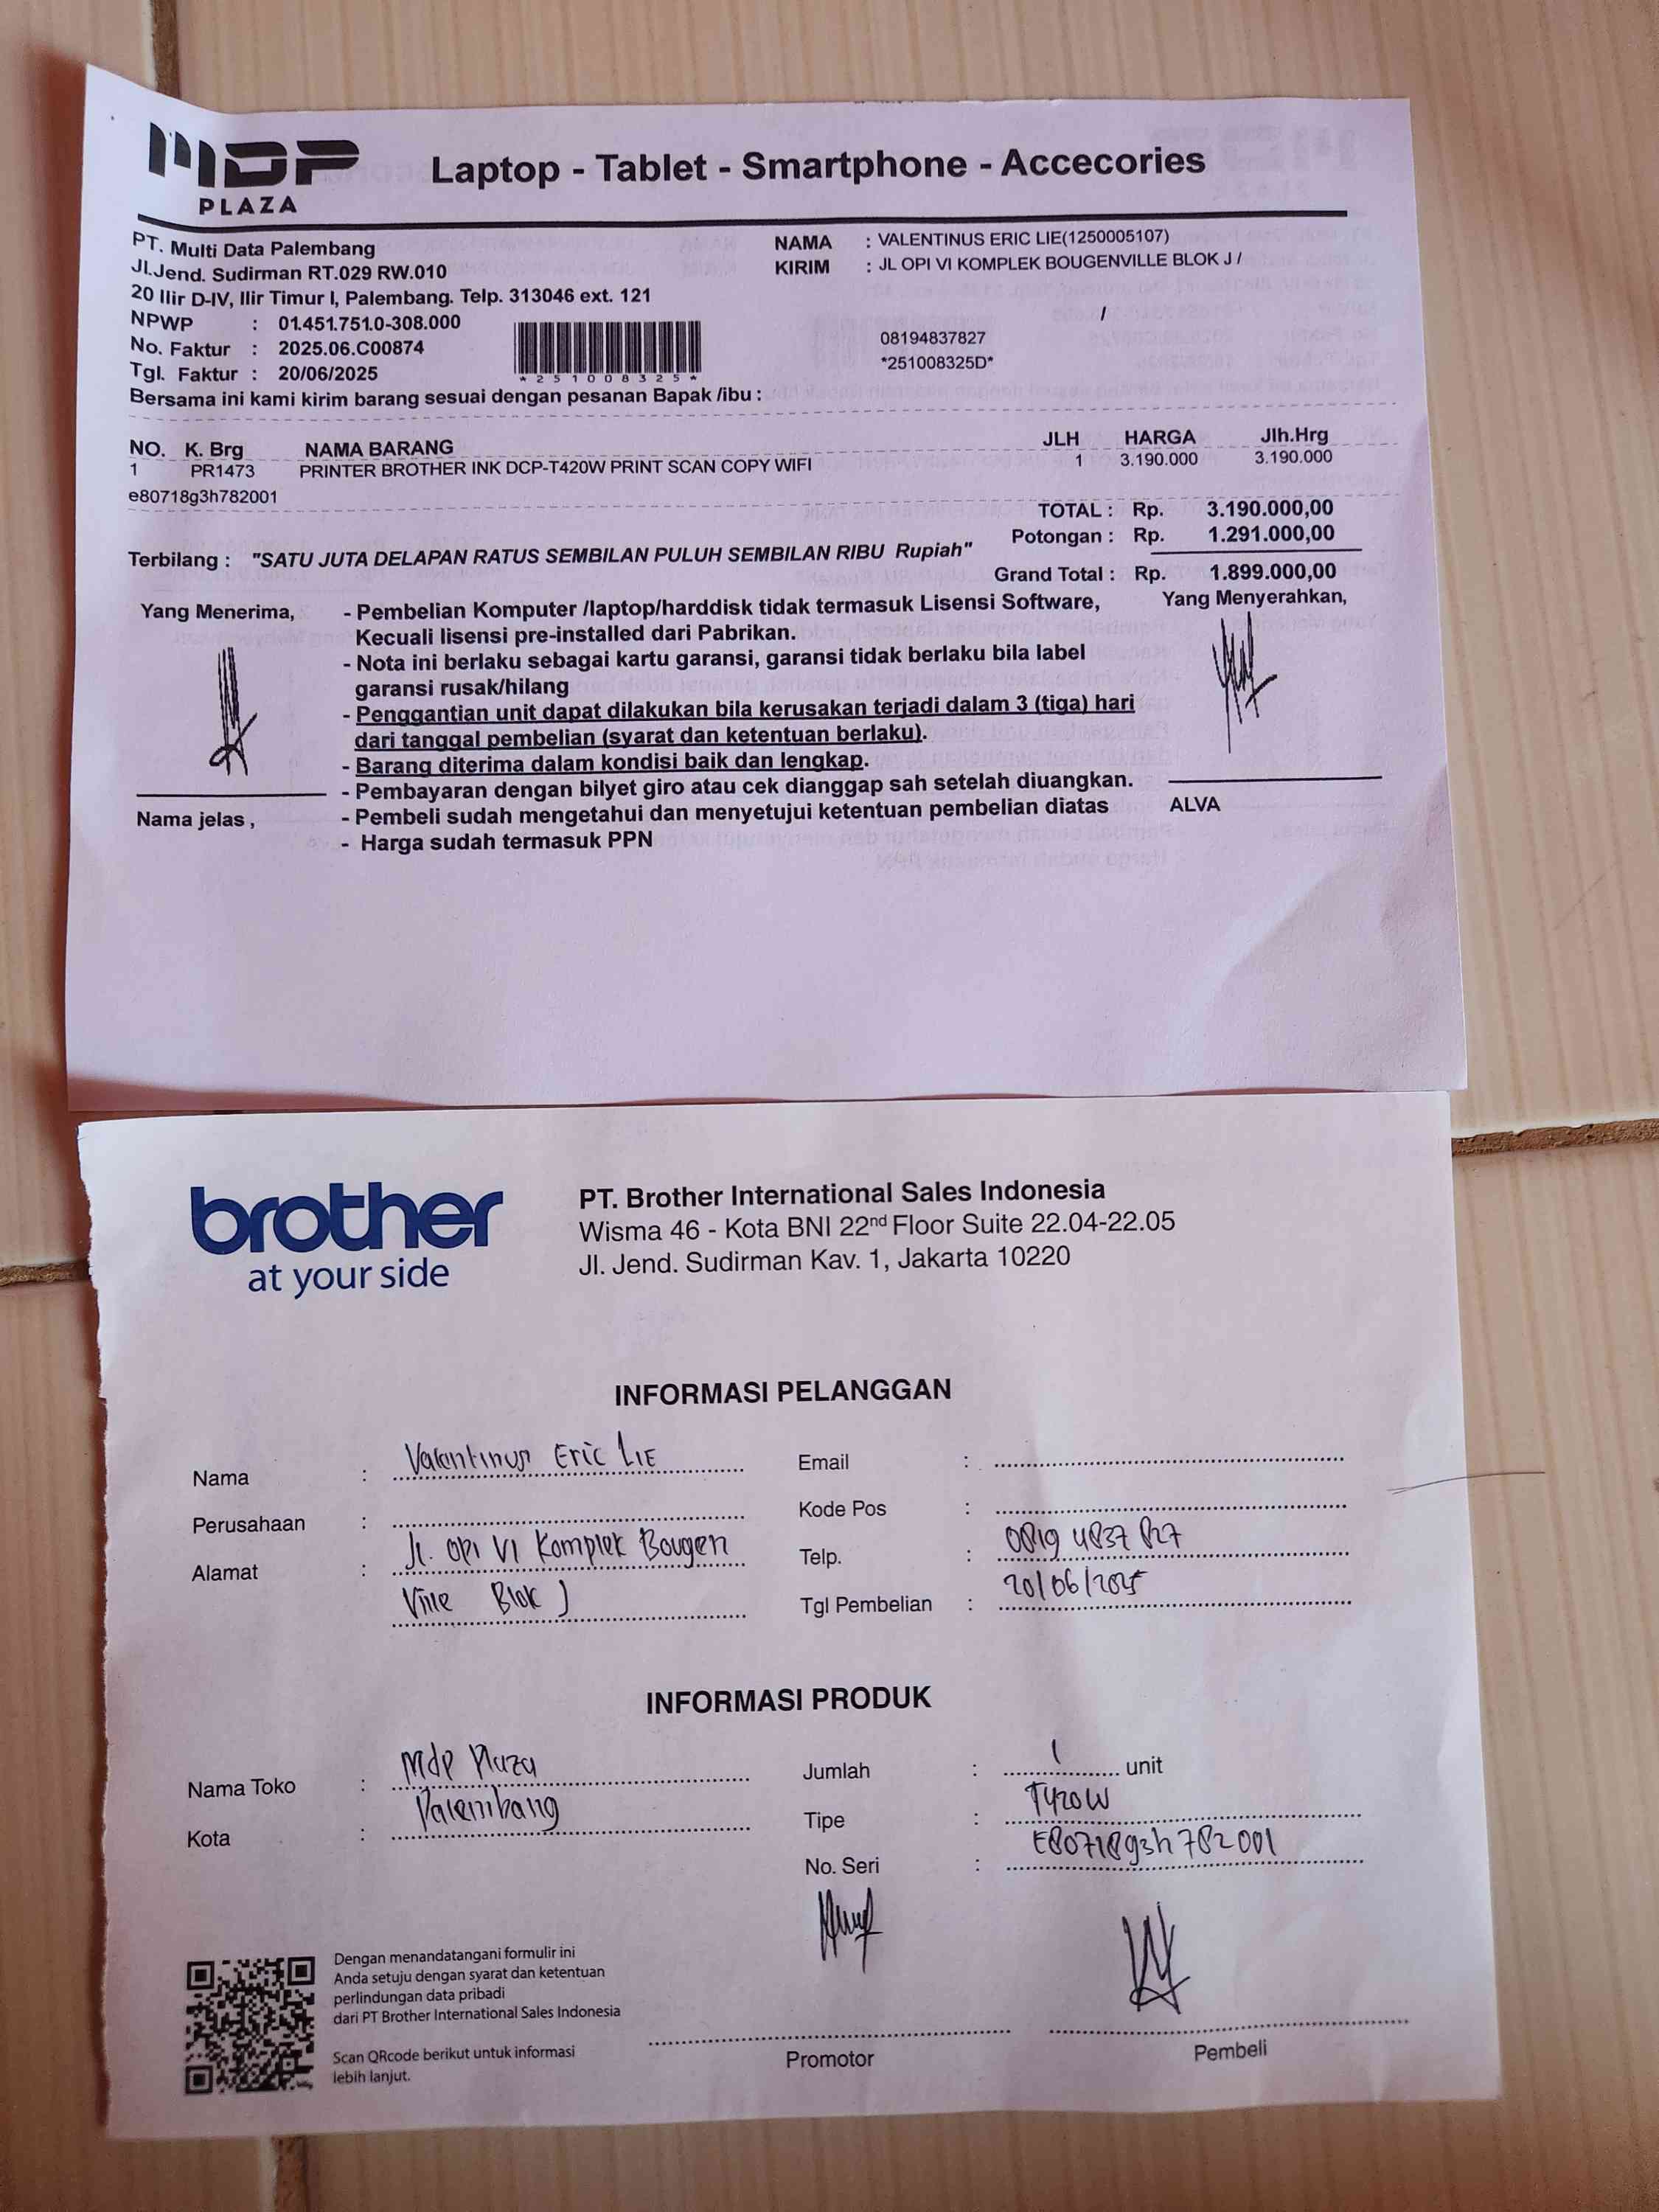 MDP PLAZA
Laptop - Tablet - Smartphone - Accecories
PT. Multi Data Palembang
Jl.Jend. Sudirman RT.029 RW.010
20 Ilir D-IV, Ilir Timur I, Palembang. Telp. 313046 ext. 121
NPWP : 01.451.751.0-308.000
No. Faktur : 2025.06.C00874
Tgl. Faktur : 20/06/2025
*251008325*
NAMA : VALENTINUS ERIC LIE(1250005107)
KIRIM : JL OPI VI KOMPLEK BOUGENVILLE BLOK J /
/
08194837827
*251008325D*
Bersama ini kami kirim barang sesuai dengan pesanan Bapak /ibu :
NO. K. Brg NAMA BARANG JLH HARGA Jlh.Hrg
1 PR1473 PRINTER BROTHER INK DCP-T420W PRINT SCAN COPY WIFI 1 3.190.000 3.190.000
e80718g3h782001
TOTAL : Rp. 3.190.000,00
Potongan : Rp. 1.291.000,00
Terbilang : "SATU JUTA DELAPAN RATUS SEMBILAN PULUH SEMBILAN RIBU Rupiah"
Grand Total : Rp. 1.899.000,00
Yang Menerima,
- Pembelian Komputer /laptop/harddisk tidak termasuk Lisensi Software,
Kecuali lisensi pre-installed dari Pabrikan.
- Nota ini berlaku sebagai kartu garansi, garansi tidak berlaku bila label
garansi rusak/hilang
- Penggantian unit dapat dilakukan bila kerusakan terjadi dalam 3 (tiga) hari
dari tanggal pembelian (syarat dan ketentuan berlaku).
- Barang diterima dalam kondisi baik dan lengkap.
- Pembayaran dengan bilyet giro atau cek dianggap sah setelah diuangkan.
- Pembeli sudah mengetahui dan menyetujui ketentuan pembelian diatas
- Harga sudah termasuk PPN
Yang Menyerahkan,
Nama jelas ,
ALVA
brother
at your side
PT. Brother International Sales Indonesia
Wisma 46 - Kota BNI 22nd Floor Suite 22.04-22.05
Jl. Jend. Sudirman Kav. 1, Jakarta 10220
INFORMASI PELANGGAN
Nama : Valentinus Eric LIE
Perusahaan :
Alamat : Jl. OPI VI Komplek Bougen
Ville Blok J
Email :
Kode Pos :
Telp. : 0819 4837 827
Tgl Pembelian : 20/06/2025
INFORMASI PRODUK
Nama Toko : Mdp Plaza
Kota : Palembang
Jumlah : 1 unit
Tipe : T420W
No. Seri : E80718g3h782001
Dengan menandatangani formulir ini
Anda setuju dengan syarat dan ketentuan
perlindungan data pribadi
dari PT Brother International Sales Indonesia
Scan QRcode berikut untuk informasi
lebih lanjut.
Promotor
Pembeli